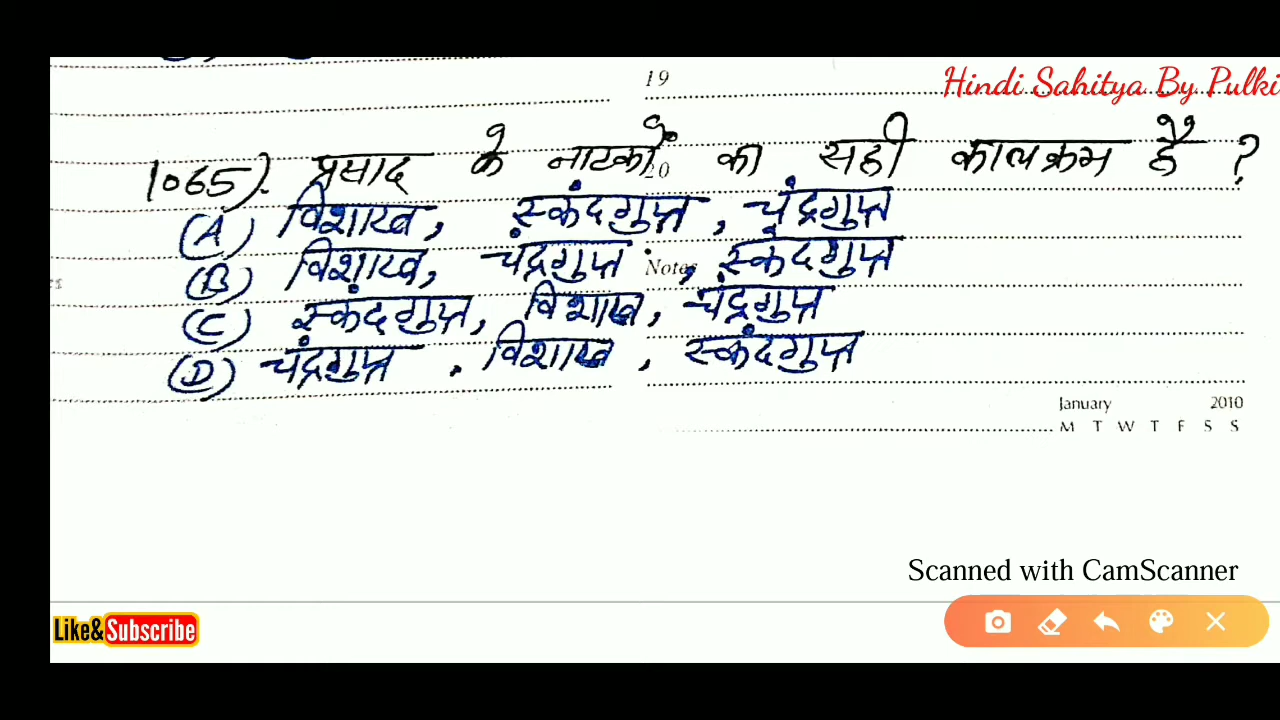 19
Hindi Sahitya By Pulki
1065). प्रसाद के नाटकों का सही कालक्रम है ?
20
(A) विशाख, स्कंदगुप्त, चंद्रगुप्त
(B) विशाख, चंद्रगुप्त, स्कंदगुप्त
Notes
(C) स्कंदगुप्त, विशाख, चंद्रगुप्त
(D) चंद्रगुप्त, विशाख, स्कंदगुप्त
January 2010
M T W T F S S
Scanned with CamScanner
Like& Subscribe